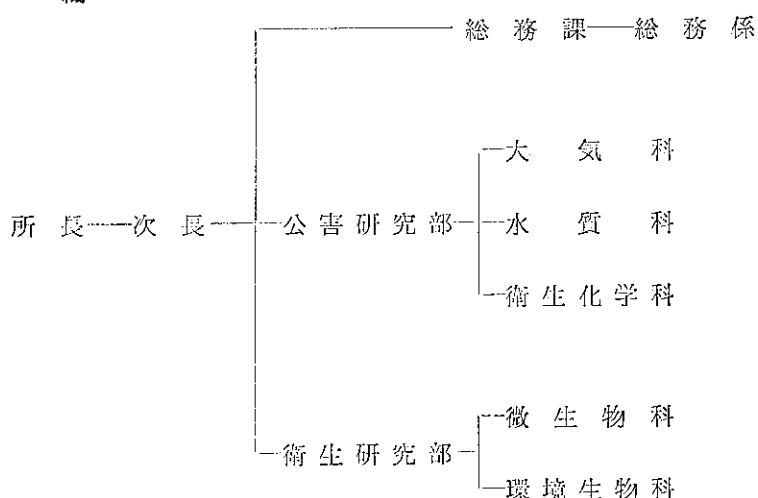 総務課――総務係
大気科
所長――次長――公害研究部――水質科
衛生化学科
微生物科
衛生研究部
環境生物科